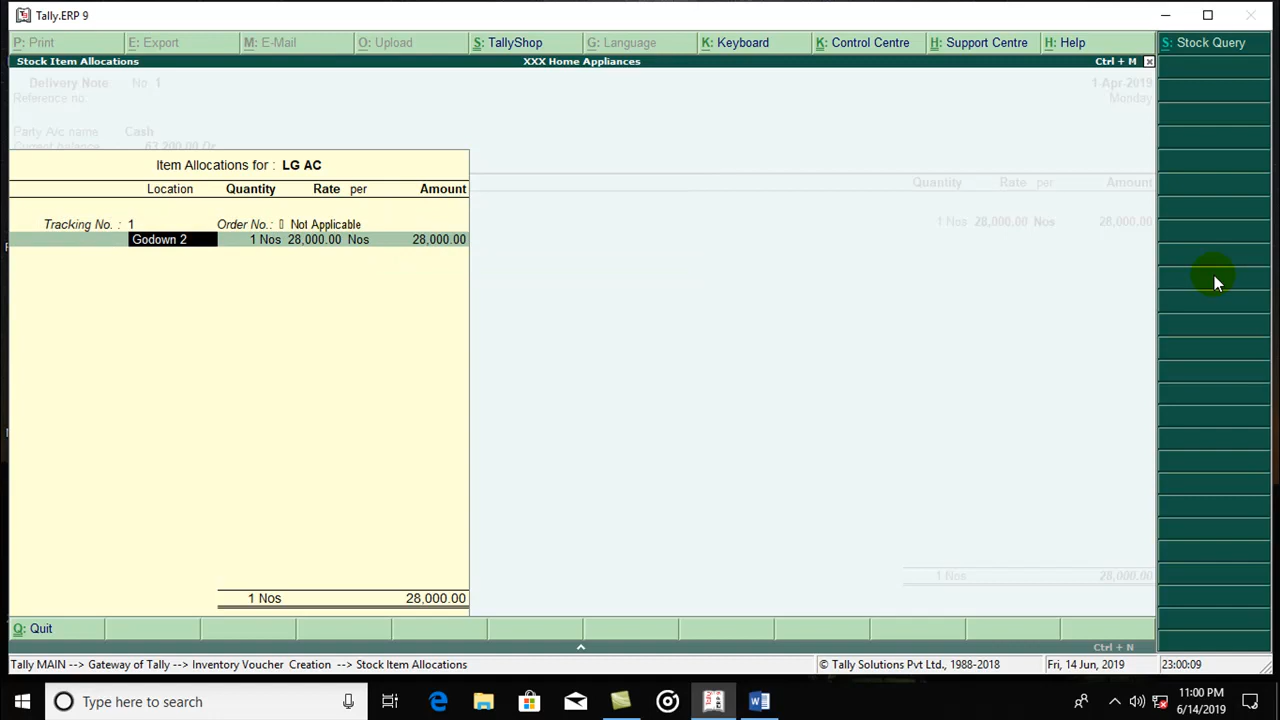 Tally.ERP 9
P: Print E: Export M: E-Mail O: Upload S: TallyShop G: Language K: Keyboard K: Control Centre H: Support Centre H: Help S: Stock Query
Stock Item Allocations XXX Home Appliances Ctrl + M
Delivery Note No 1 1-Apr-2019
Reference no. Monday
Party A/c name Cash
Current balance 67,200.00 Dr
Item Allocations for : LG AC
Quantity Rate per Amount
Location Quantity Rate per Amount
Tracking No. : 1 Order No.: Not Applicable
1 Nos 28,000.00 Nos 28,000.00
Godown 2 1 Nos 28,000.00 Nos 28,000.00
1 Nos 28,000.00
1 Nos 28,000.00
Q: Quit
Ctrl + N
Tally MAIN --> Gateway of Tally --> Inventory Voucher Creation --> Stock Item Allocations © Tally Solutions Pvt Ltd., 1988-2018 Fri, 14 Jun, 2019 23:00:09
Type here to search
11:00 PM
6/14/2019